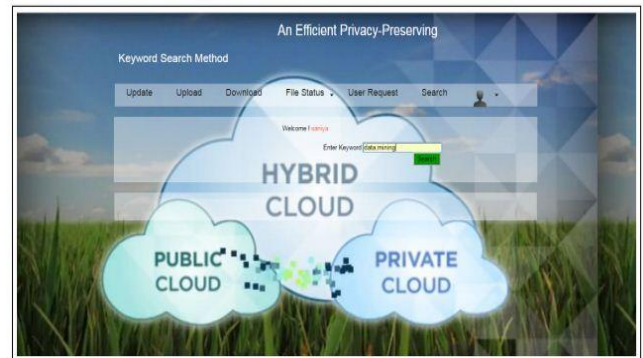 An Efficient Privacy-Preserving
Keyword Search Method
Update Upload Download File Status User Request Search
Welcome ! soniya
Enter Keyword data mining
Search
HYBRID
CLOUD
PUBLIC
CLOUD
PRIVATE
CLOUD